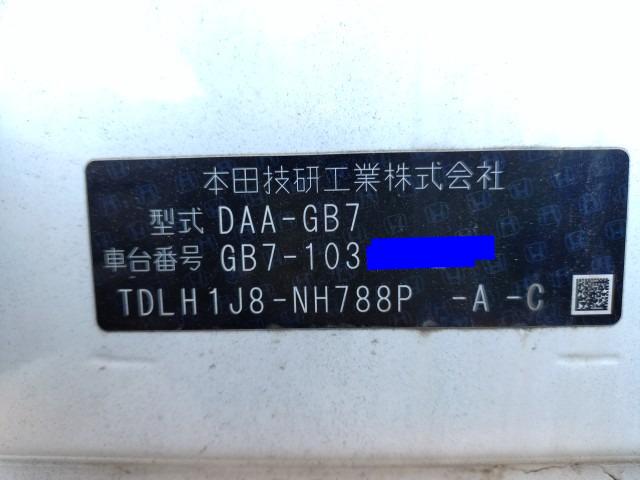 本田技研工業株式会社
型式 DAA-GB7
車台番号 GB7-103
TDLH1J8-NH788P -A-C